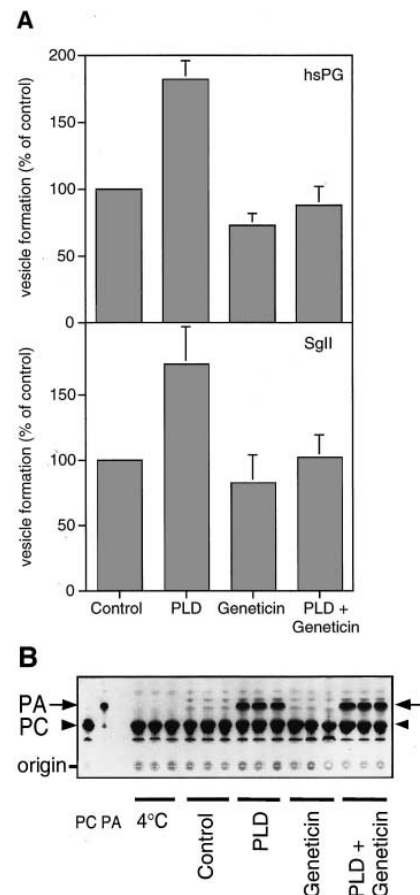 A
200
hsPG
150
100
50
0
vesicle formation (% of control)
SgII
150
100
50
0
vesicle formation (% of control)
Control
PLD
Geneticin
PLD +
Geneticin
B
PA
PC
origin
PC PA
4°C
Control
PLD
Geneticin
PLD +
Geneticin